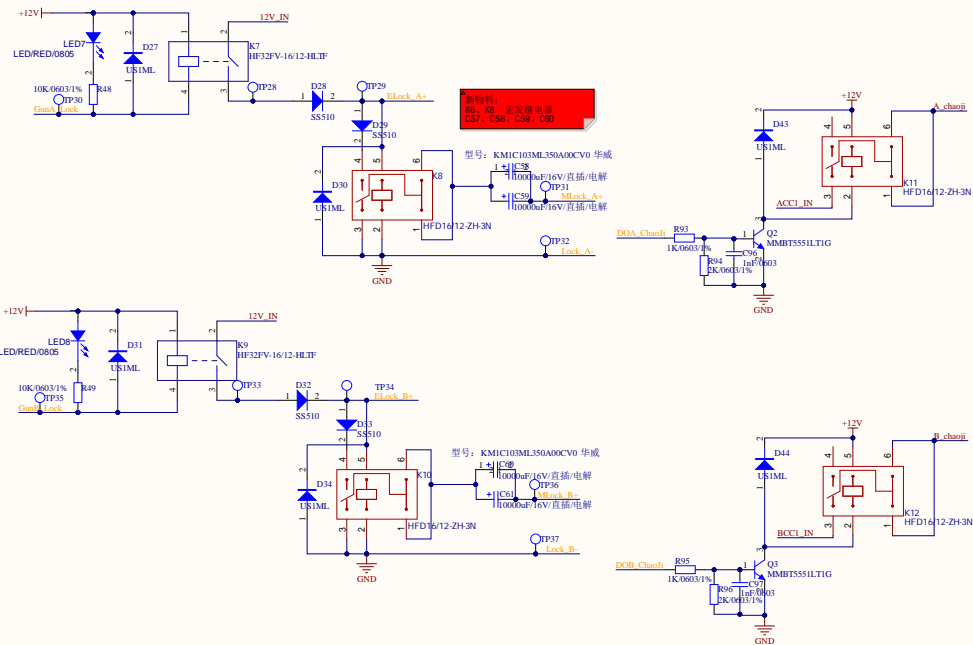 +12V
12V_IN
LED7
LED/RED/0805
D27
US1ML
K7
HF32FV-16/12-HLTF
10K/0603/1%
R48
TP30
TP28
D28
SS510
TP29
ELock_A+
D29
SS510
新物料:
K6、K8 宏发继电器
C57、C58、C59、C60
型号: KM1C103ML350A00CV0 华威
C58
10000uF/16V/直插/电解
C59
10000uF/16V/直插/电解
TP31
MLock_A+
K8
HFD16/12-ZH-3N
D30
US1ML
TP32
Lock_A-
GND
+12V
A_chaoji
D43
US1ML
K11
HFD16/12-ZH-3N
ACC1_IN
DOA_ChaoJi
R93
1K/0603/1%
R94
2K/0603/1%
C96
1nF/0603
Q2
MMBT5551LT1G
GND
+12V
12V_IN
LED8
LED/RED/0805
D31
US1ML
K9
HF32FV-16/12-HLTF
10K/0603/1%
R49
TP35
TP33
D32
SS510
TP34
ELock_B+
D33
SS510
型号: KM1C103ML350A00CV0 华威
C60
10000uF/16V/直插/电解
C61
10000uF/16V/直插/电解
TP36
MLock_B+
K10
HFD16/12-ZH-3N
D34
US1ML
TP37
Lock_B-
GND
+12V
B_chaoji
D44
US1ML
K12
HFD16/12-ZH-3N
BCC1_IN
DOB_ChaoJi
R95
1K/0603/1%
R96
2K/0603/1%
C97
1nF/0603
Q3
MMBT5551LT1G
GND